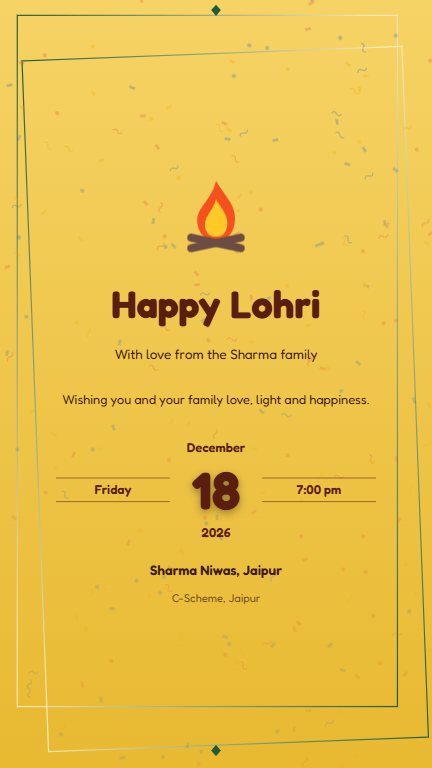 Happy Lohri
With love from the Sharma family
Wishing you and your family love, light and happiness.
December
Friday
18
7:00 pm
2026
Sharma Niwas, Jaipur
C-Scheme, Jaipur